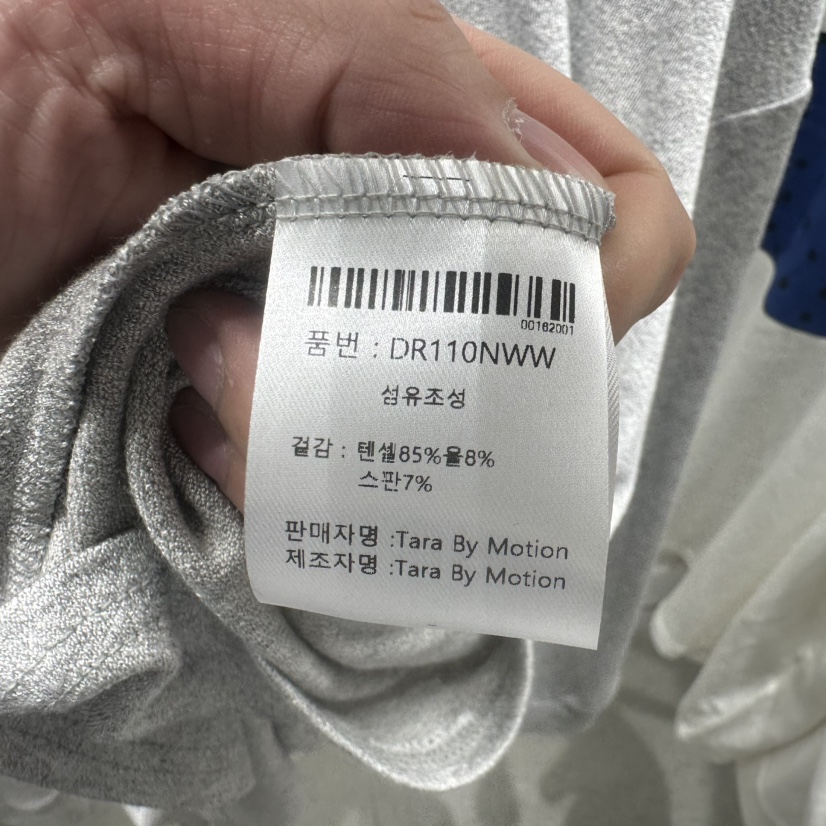 00162001
품번 : DR110NWW
섬유조성
겉감 : 텐셀85%울8%
스판7%
판매자명 :Tara By Motion
제조자명 :Tara By Motion